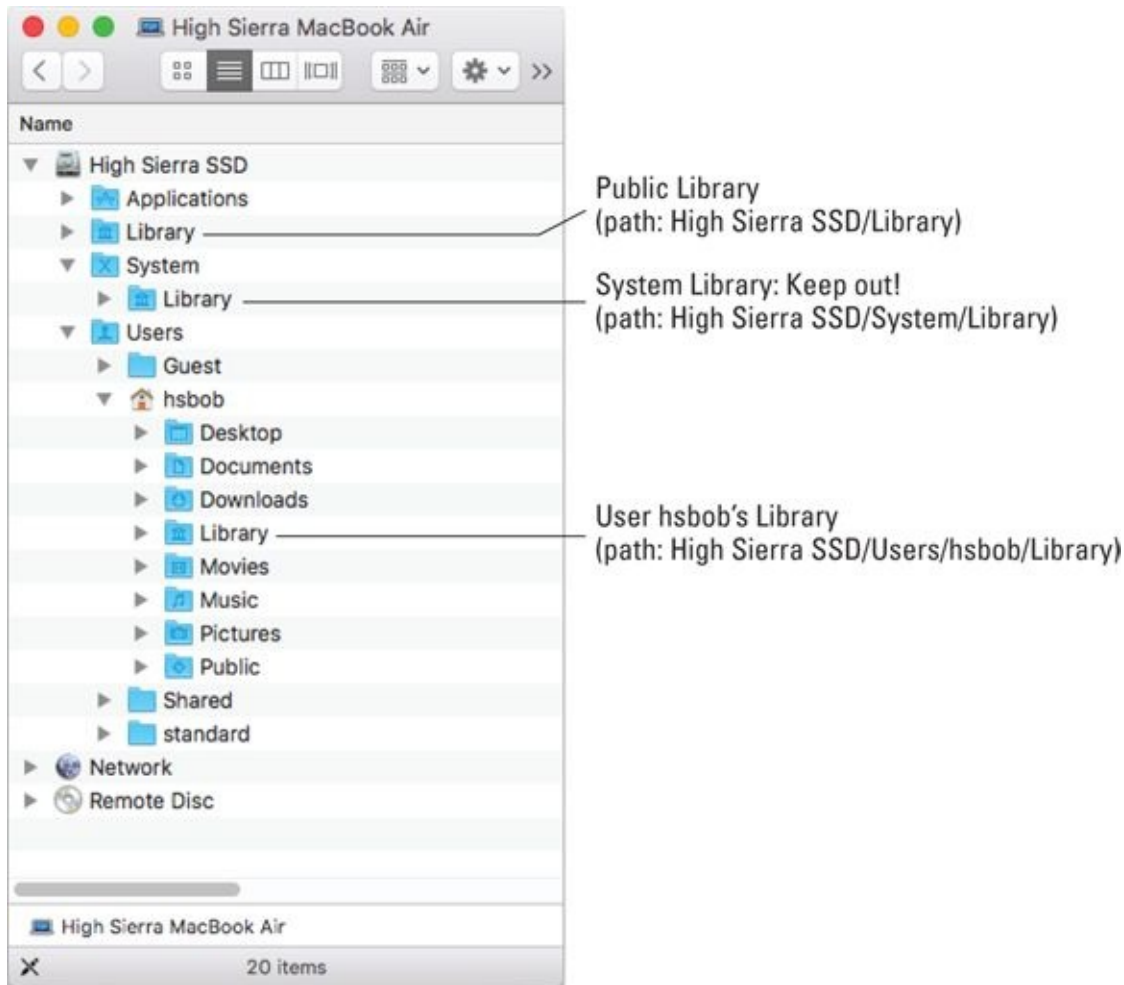 High Sierra MacBook Air
Name
High Sierra SSD
Applications
Library
System
Library
Users
Guest
hsbob
Desktop
Documents
Downloads
Library
Movies
Music
Pictures
Public
Shared
standard
Network
Remote Disc
High Sierra MacBook Air
20 items
Public Library
(path: High Sierra SSD/Library)
System Library: Keep out!
(path: High Sierra SSD/System/Library)
User hsbob’s Library
(path: High Sierra SSD/Users/hsbob/Library)